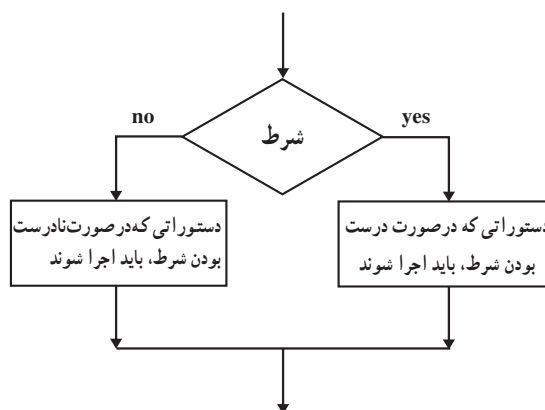 شرط
yes
no
دستوراتی که درصورت درست
بودن شرط، باید اجرا شوند
دستوراتی که درصورت نادرست
بودن شرط، باید اجرا شوند